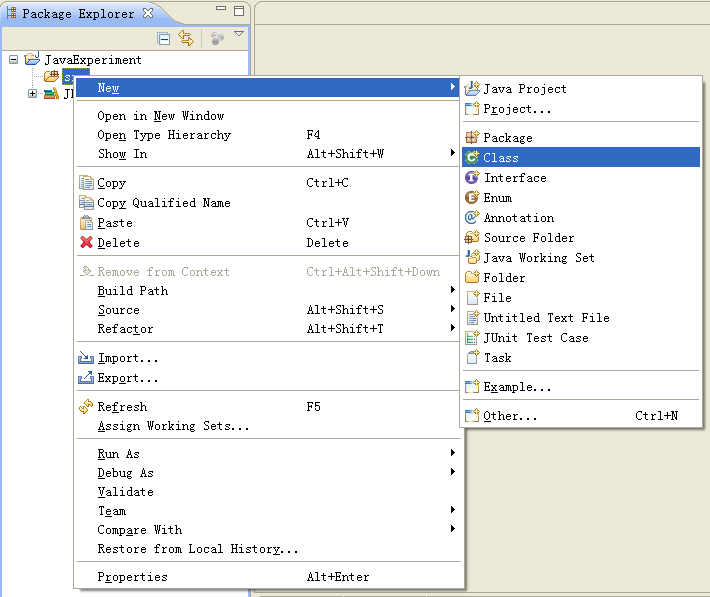 Package Explorer
JavaExperiment
New
Open in New Window
Open Type Hierarchy F4
Show In Alt+Shift+W
Copy Ctrl+C
Copy Qualified Name
Paste Ctrl+V
Delete Delete
Remove from Context Ctrl+Alt+Shift+Down
Build Path
Source Alt+Shift+S
Refactor Alt+Shift+T
Import...
Export...
Refresh F5
Assign Working Sets...
Run As
Debug As
Validate
Team
Compare With
Restore from Local History...
Properties Alt+Enter
Java Project
Project...
Package
Class
Interface
Enum
Annotation
Source Folder
Java Working Set
Folder
File
Untitled Text File
JUnit Test Case
Task
Example...
Other... Ctrl+N